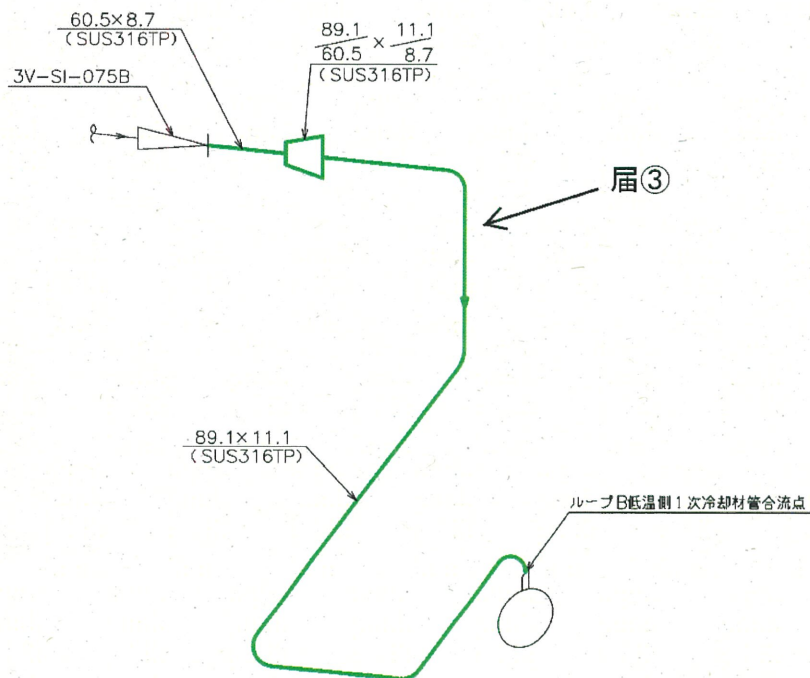 60.5×8.7
(SUS316TP)
89.1/60.5 × 11.1/8.7
(SUS316TP)
3V-SI-075B
届③
89.1×11.1
(SUS316TP)
ループB低温側1次冷却材管合流点